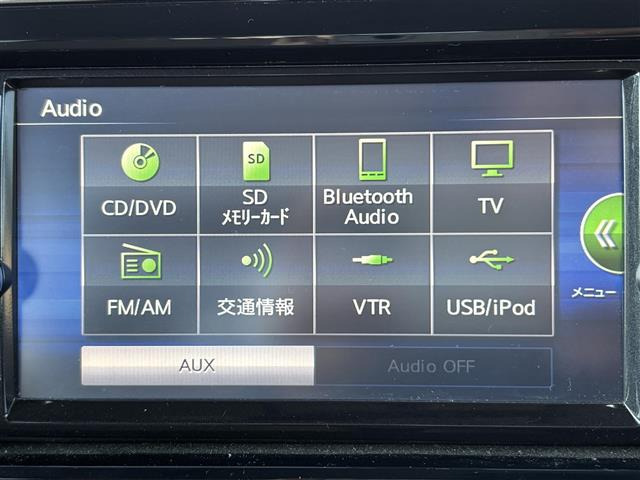 Audio
CD/DVD
SD
SD
メモリーカード
Bluetooth
Audio
TV
FM/AM
交通情報
VTR
USB/iPod
メニュー
AUX
Audio OFF